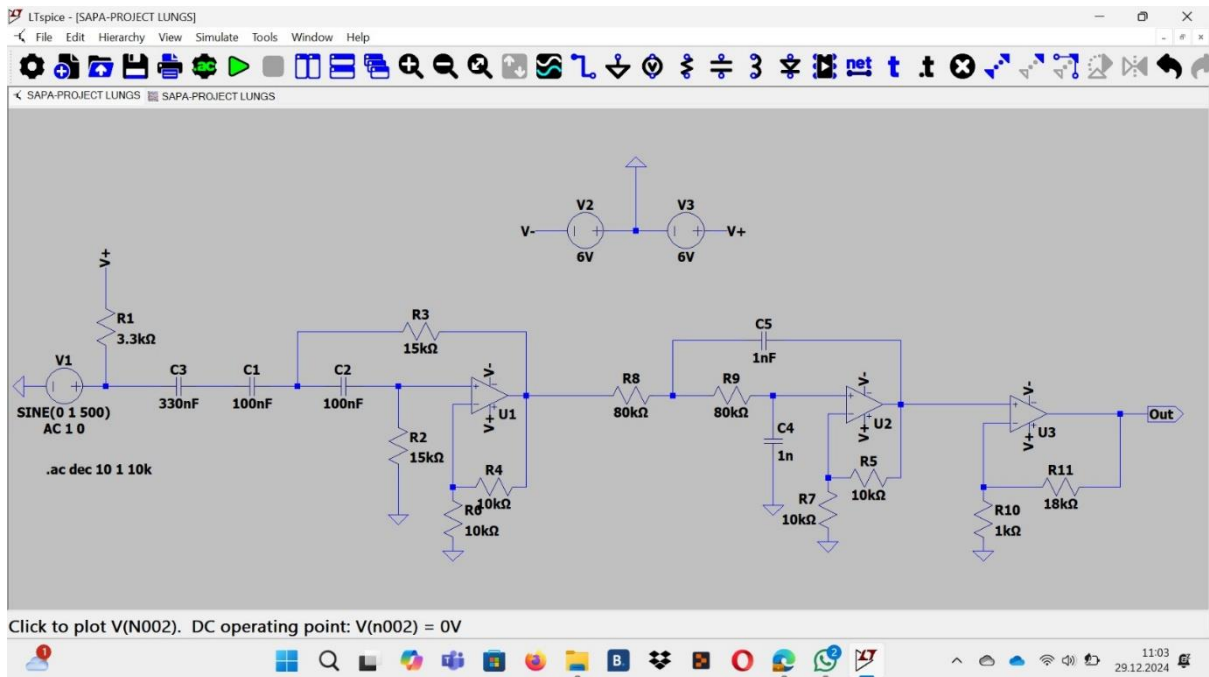 LTspice - [SAPA-PROJECT LUNGS]
File Edit Hierarchy View Simulate Tools Window Help
.ac
net t .t
SAPA-PROJECT LUNGS SAPA-PROJECT LUNGS
V2 V3
V- V+
6V 6V
V+
R1
3.3kΩ
R3
15kΩ
C5
1nF
V1
C3 C1 C2
330nF 100nF 100nF
SINE(0 1 500)
AC 1 0
.ac dec 10 1 10k
V-
U1
V+
R2
15kΩ
R4
10kΩ
R6
10kΩ
R8 R9
80kΩ 80kΩ
C4
1n
V-
U2
V+
R5
10kΩ
R7
10kΩ
V-
U3
V+
Out
R11
18kΩ
R10
1kΩ
Click to plot V(N002). DC operating point: V(n002) = 0V
1
B.
2
11:03
29.12.2024